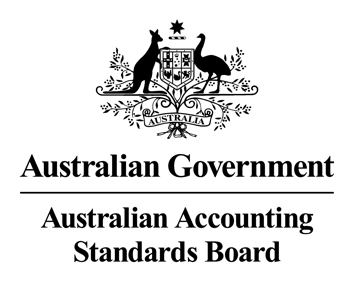 AUSTRALIA
Australian Government
Australian Accounting
Standards Board